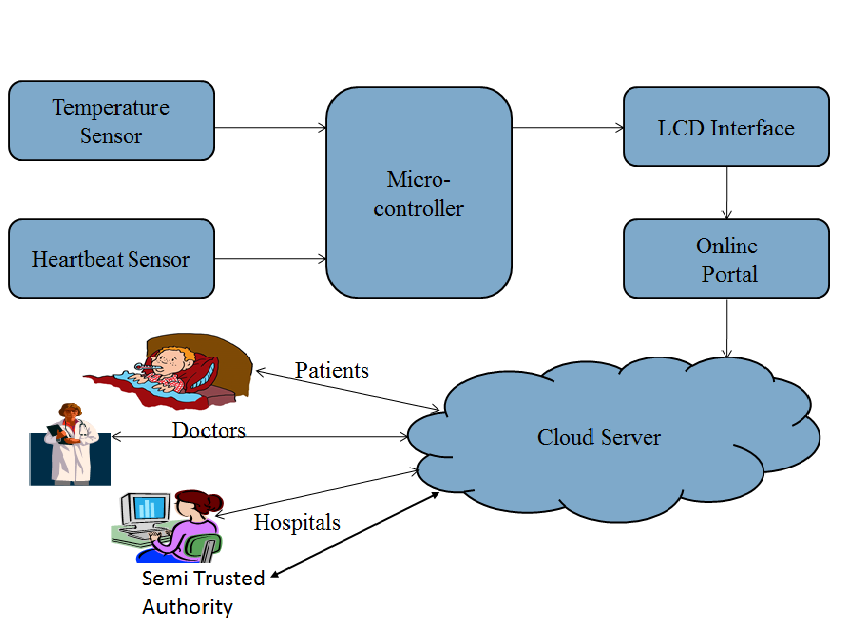 Temperature
Sensor
Micro-
controller
LCD Interface
Heartbeat Sensor
Online
Portal
Patients
Doctors
Cloud Server
Hospitals
Semi Trusted
Authority